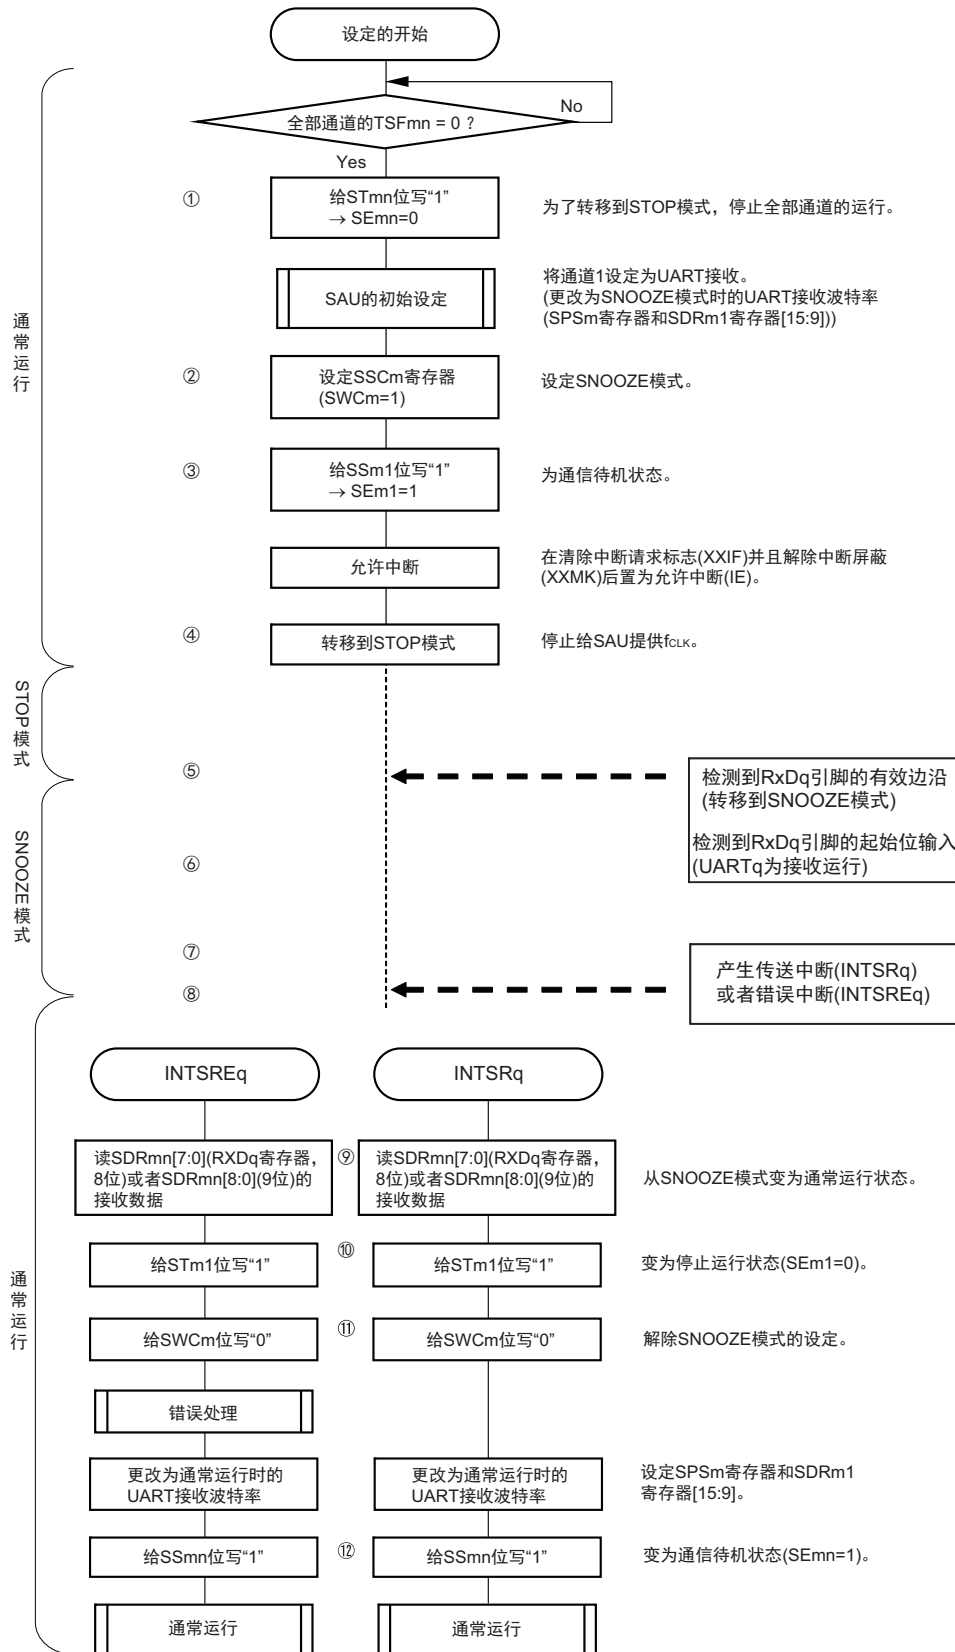 设定的开始
No
全部通道的TSFmn = 0 ?
Yes
①
给STmn位写“1”
→ SEmn=0
为了转移到STOP模式，停止全部通道的运行。
SAU的初始设定
将通道1设定为UART接收。
(更改为SNOOZE模式时的UART接收波特率
(SPSm寄存器和SDRm1寄存器[15:9]))
通常运行
②
设定SSCm寄存器
(SWCm=1)
设定SNOOZE模式。
③
给SSm1位写“1”
→ SEm1=1
为通信待机状态。
允许中断
在清除中断请求标志(XXIF)并且解除中断屏蔽
(XXMK)后置为允许中断(IE)。
④
转移到STOP模式
停止给SAU提供fCLK。
STOP模式
⑤
检测到RxDq引脚的有效边沿
(转移到SNOOZE模式)
检测到RxDq引脚的起始位输入
(UARTq为接收运行)
SNOOZE模式
⑥
⑦
⑧
产生传送中断(INTSRq)
或者错误中断(INTSREq)
INTSREq
INTSRq
读SDRmn[7:0](RXDq寄存器，
8位)或者SDRmn[8:0](9位)的
接收数据
⑨
读SDRmn[7:0](RXDq寄存器，
8位)或者SDRmn[8:0](9位)的
接收数据
从SNOOZE模式变为通常运行状态。
给STm1位写“1”
⑩
给STm1位写“1”
变为停止运行状态(SEm1=0)。
通常运行
给SWCm位写“0”
⑪
给SWCm位写“0”
解除SNOOZE模式的设定。
错误处理
更改为通常运行时的
UART接收波特率
更改为通常运行时的
UART接收波特率
设定SPSm寄存器和SDRm1
寄存器[15:9]。
给SSmn位写“1”
⑫
给SSmn位写“1”
变为通信待机状态(SEmn=1)。
通常运行
通常运行